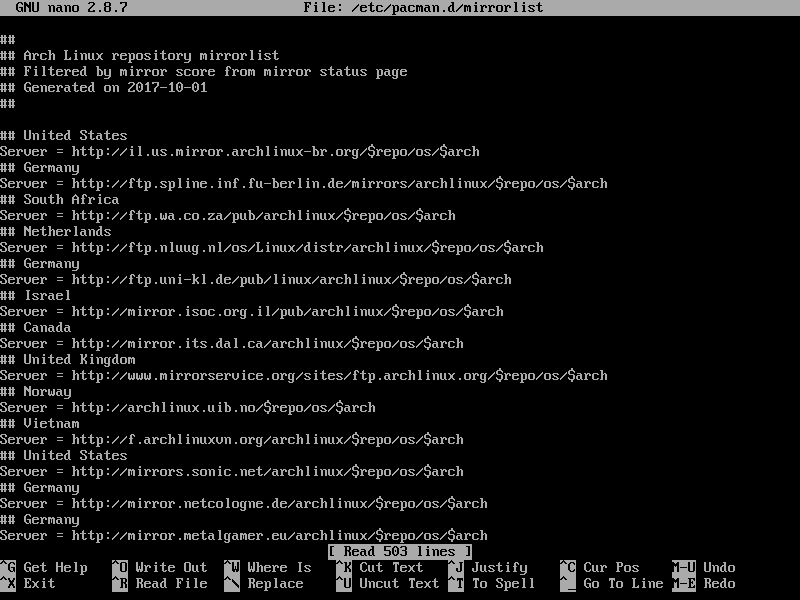 GNU nano 2.8.7 File: /etc/pacman.d/mirrorlist
##
## Arch Linux repository mirrorlist
## Filtered by mirror score from mirror status page
## Generated on 2017-10-01
##
## United States
Server = http://il.us.mirror.archlinux-br.org/$repo/os/$arch
## Germany
Server = http://ftp.spline.inf.fu-berlin.de/mirrors/archlinux/$repo/os/$arch
## South Africa
Server = http://ftp.wa.co.za/pub/archlinux/$repo/os/$arch
## Netherlands
Server = http://ftp.nluug.nl/os/Linux/distr/archlinux/$repo/os/$arch
## Germany
Server = http://ftp.uni-kl.de/pub/linux/archlinux/$repo/os/$arch
## Israel
Server = http://mirror.isoc.org.il/pub/archlinux/$repo/os/$arch
## Canada
Server = http://mirror.its.dal.ca/archlinux/$repo/os/$arch
## United Kingdom
Server = http://www.mirrorservice.org/sites/ftp.archlinux.org/$repo/os/$arch
## Norway
Server = http://archlinux.uib.no/$repo/os/$arch
## Vietnam
Server = http://f.archlinuxvn.org/archlinux/$repo/os/$arch
## United States
Server = http://mirrors.sonic.net/archlinux/$repo/os/$arch
## Germany
Server = http://mirror.netcologne.de/archlinux/$repo/os/$arch
## Germany
Server = http://mirror.metalgamer.eu/archlinux/$repo/os/$arch
[ Read 503 lines ]
^G Get Help ^O Write Out ^W Where Is ^K Cut Text ^J Justify ^C Cur Pos M-U Undo
^X Exit ^R Read File ^\ Replace ^U Uncut Text ^T To Spell ^_ Go To Line M-E Redo